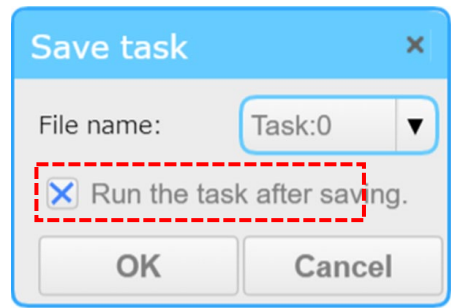 Save task
File name: Task:0
Run the task after saving.
OK Cancel